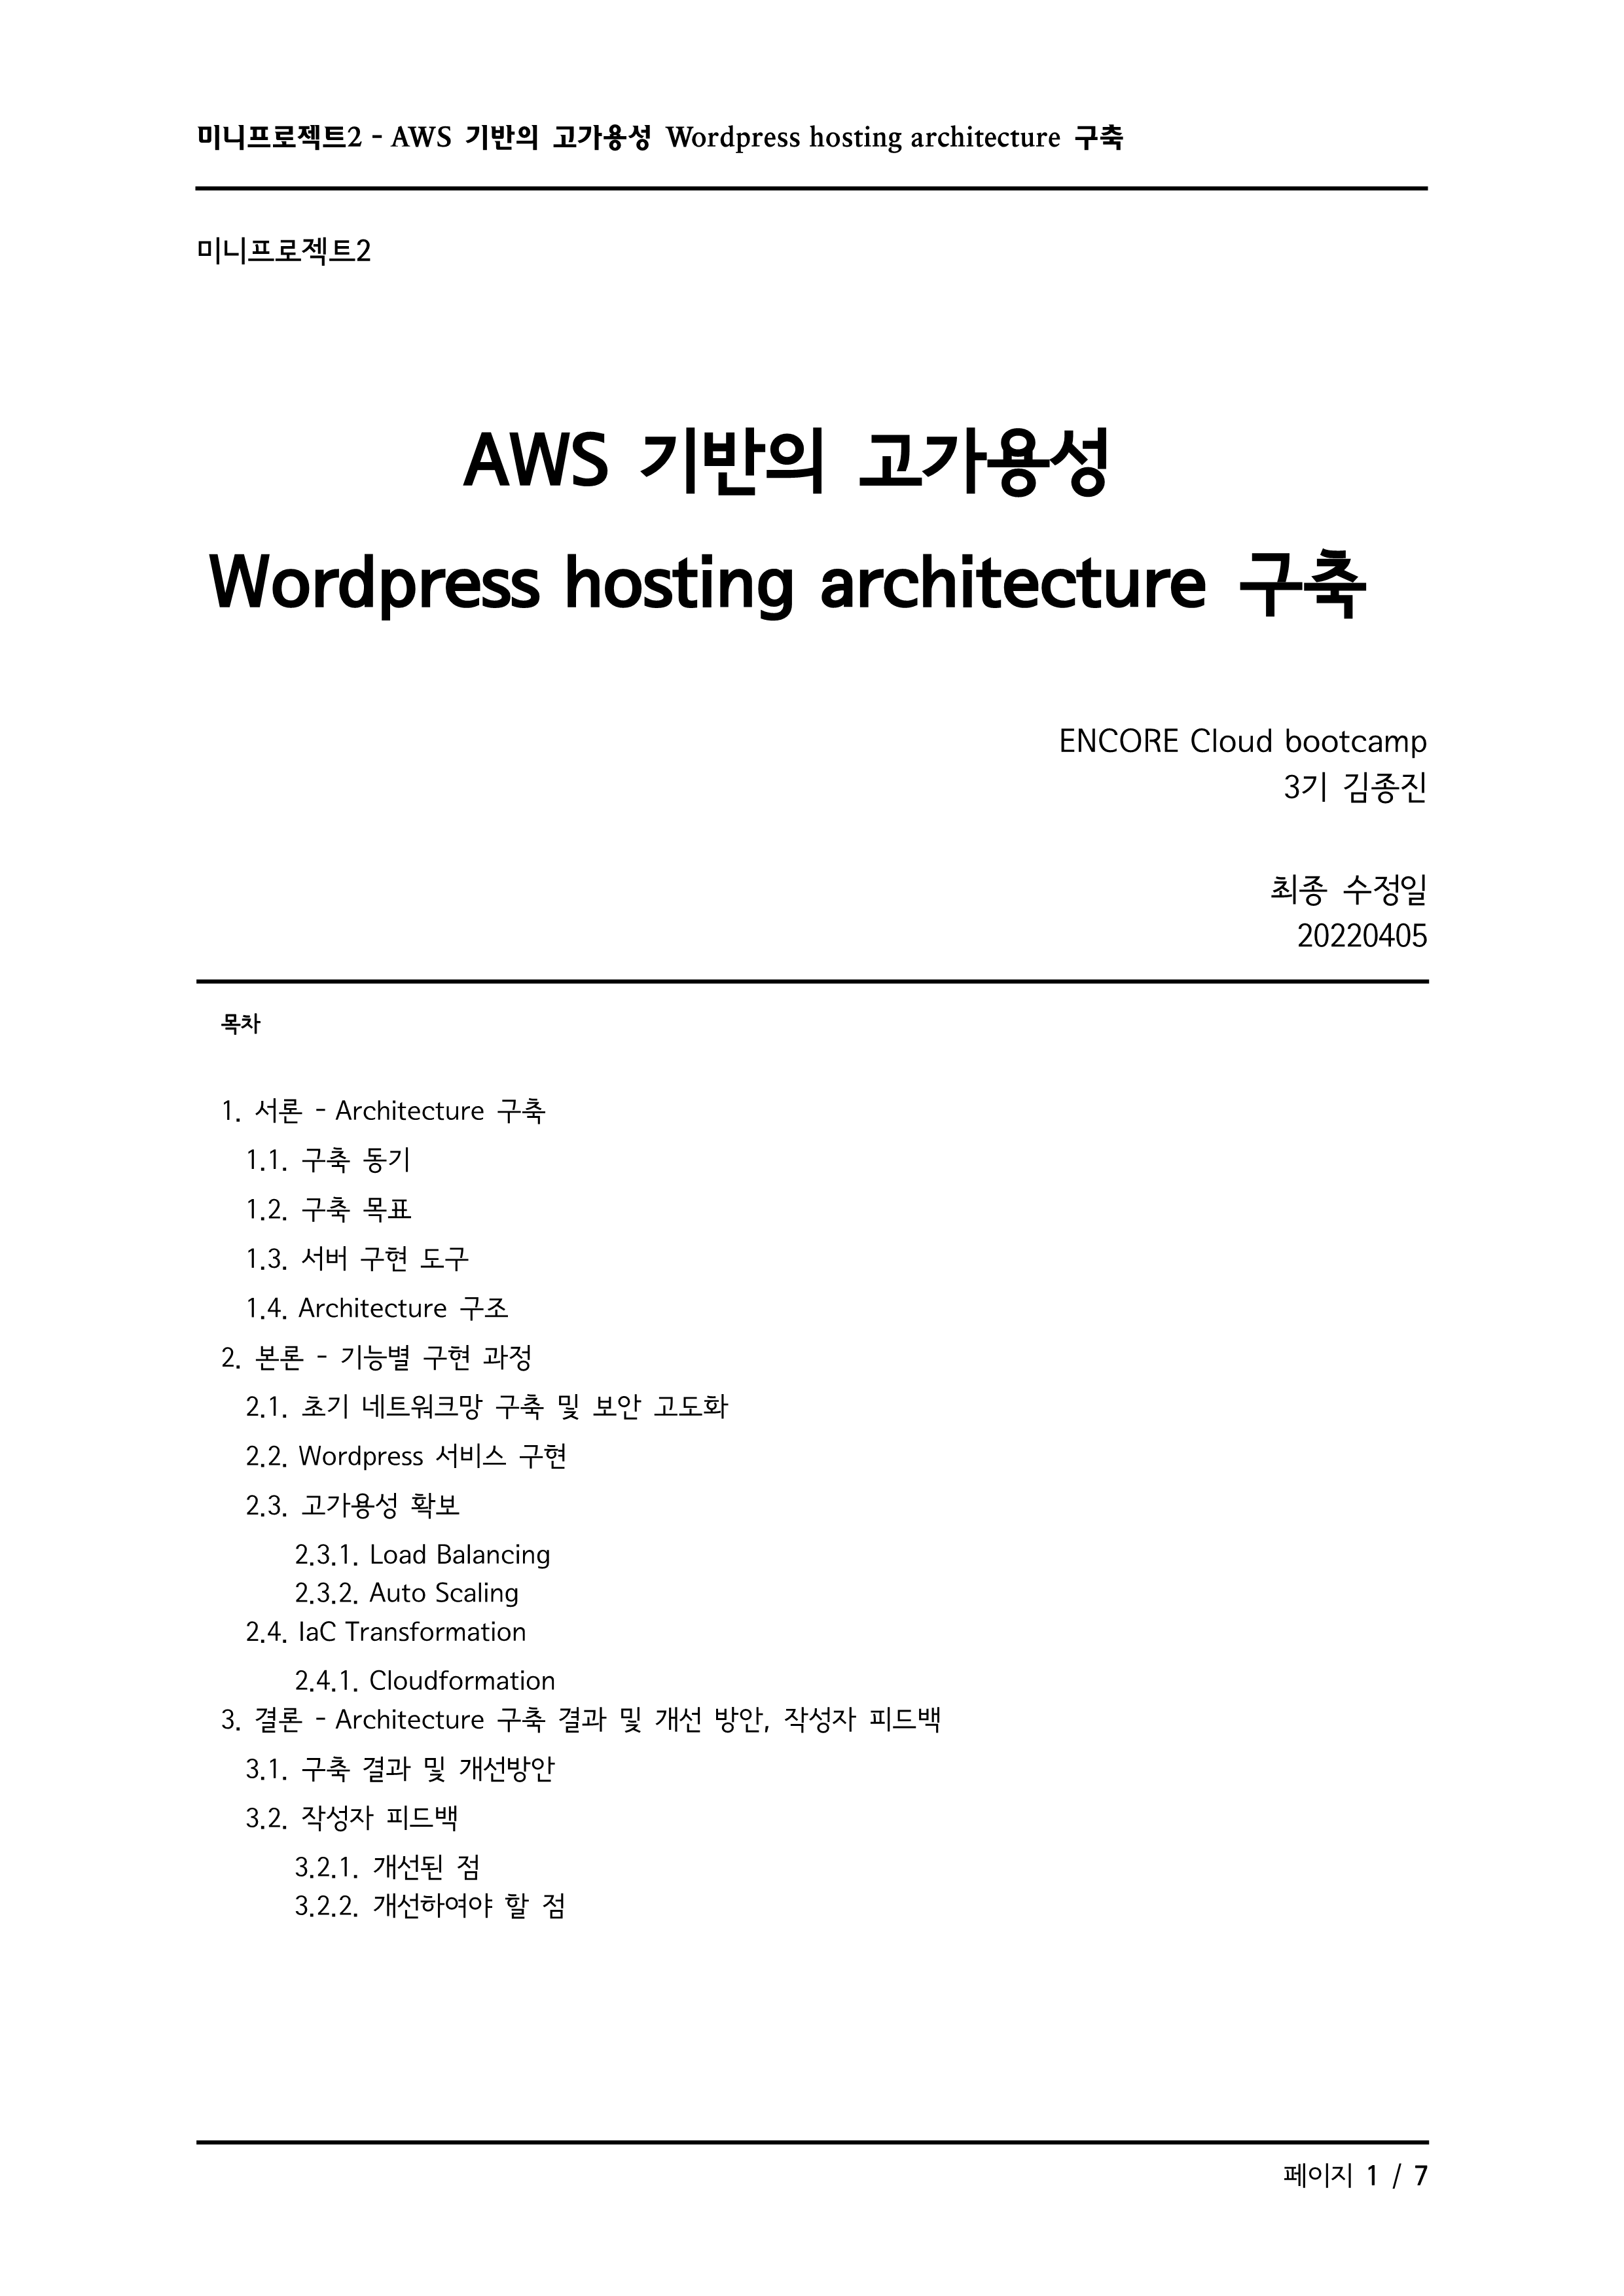 미니프로젝트2 - AWS 기반의 고가용성 Wordpress hosting architecture 구축
미니프로젝트2
AWS 기반의 고가용성
Wordpress hosting architecture 구축
ENCORE Cloud bootcamp
3기 김종진
최종 수정일
20220405
목차
1. 서론 - Architecture 구축
1.1. 구축 동기
1.2. 구축 목표
1.3. 서버 구현 도구
1.4. Architecture 구조
2. 본론 - 기능별 구현 과정
2.1. 초기 네트워크망 구축 및 보안 고도화
2.2. Wordpress 서비스 구현
2.3. 고가용성 확보
2.3.1. Load Balancing
2.3.2. Auto Scaling
2.4. IaC Transformation
2.4.1. Cloudformation
3. 결론 - Architecture 구축 결과 및 개선 방안, 작성자 피드백
3.1. 구축 결과 및 개선방안
3.2. 작성자 피드백
3.2.1. 개선된 점
3.2.2. 개선하여야 할 점
페이지 1 / 7